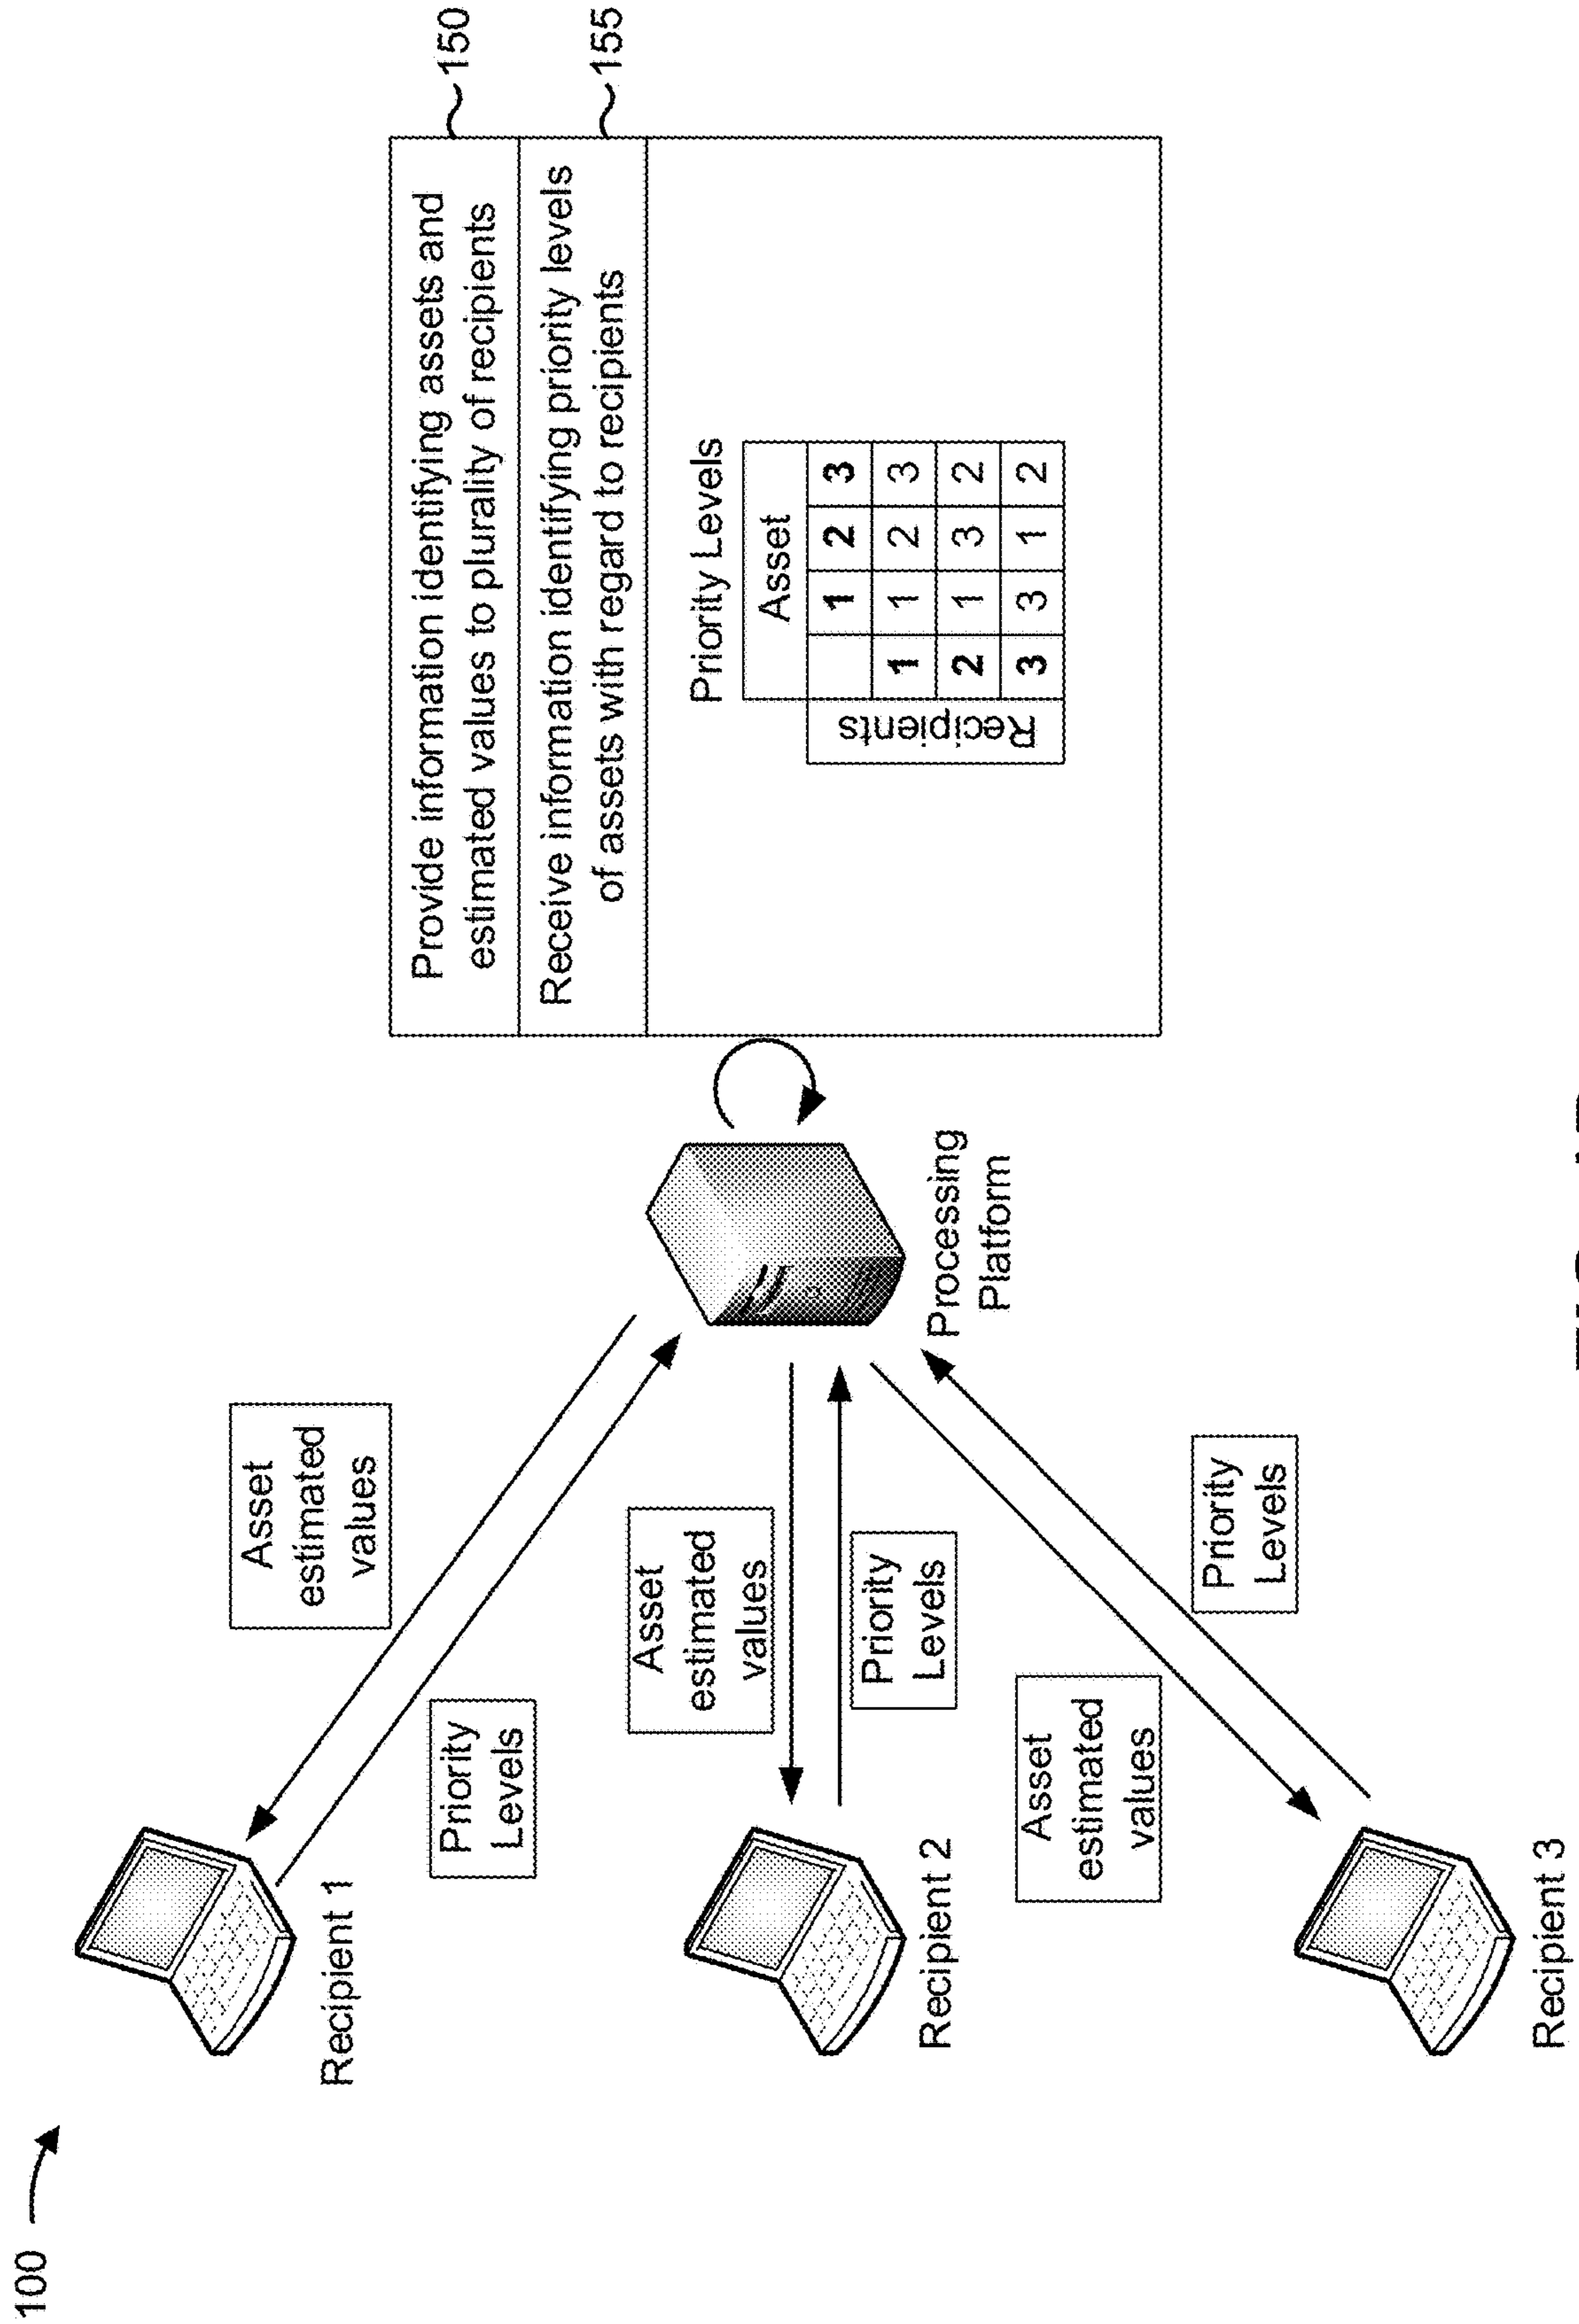 100
150
Provide information identifying assets and
estimated values to plurality of recipients
155
Receive information identifying priority levels
of assets with regard to recipients
Priority Levels
Asset
1 2 3
Recipients
1 1 2 3
2 1 3 2
3 3 1 2
Recipient 1
Asset
estimated
values
Priority
Levels
Recipient 2
Asset
estimated
values
Priority
Levels
Processing
Platform
Recipient 3
Asset
estimated
values
Priority
Levels